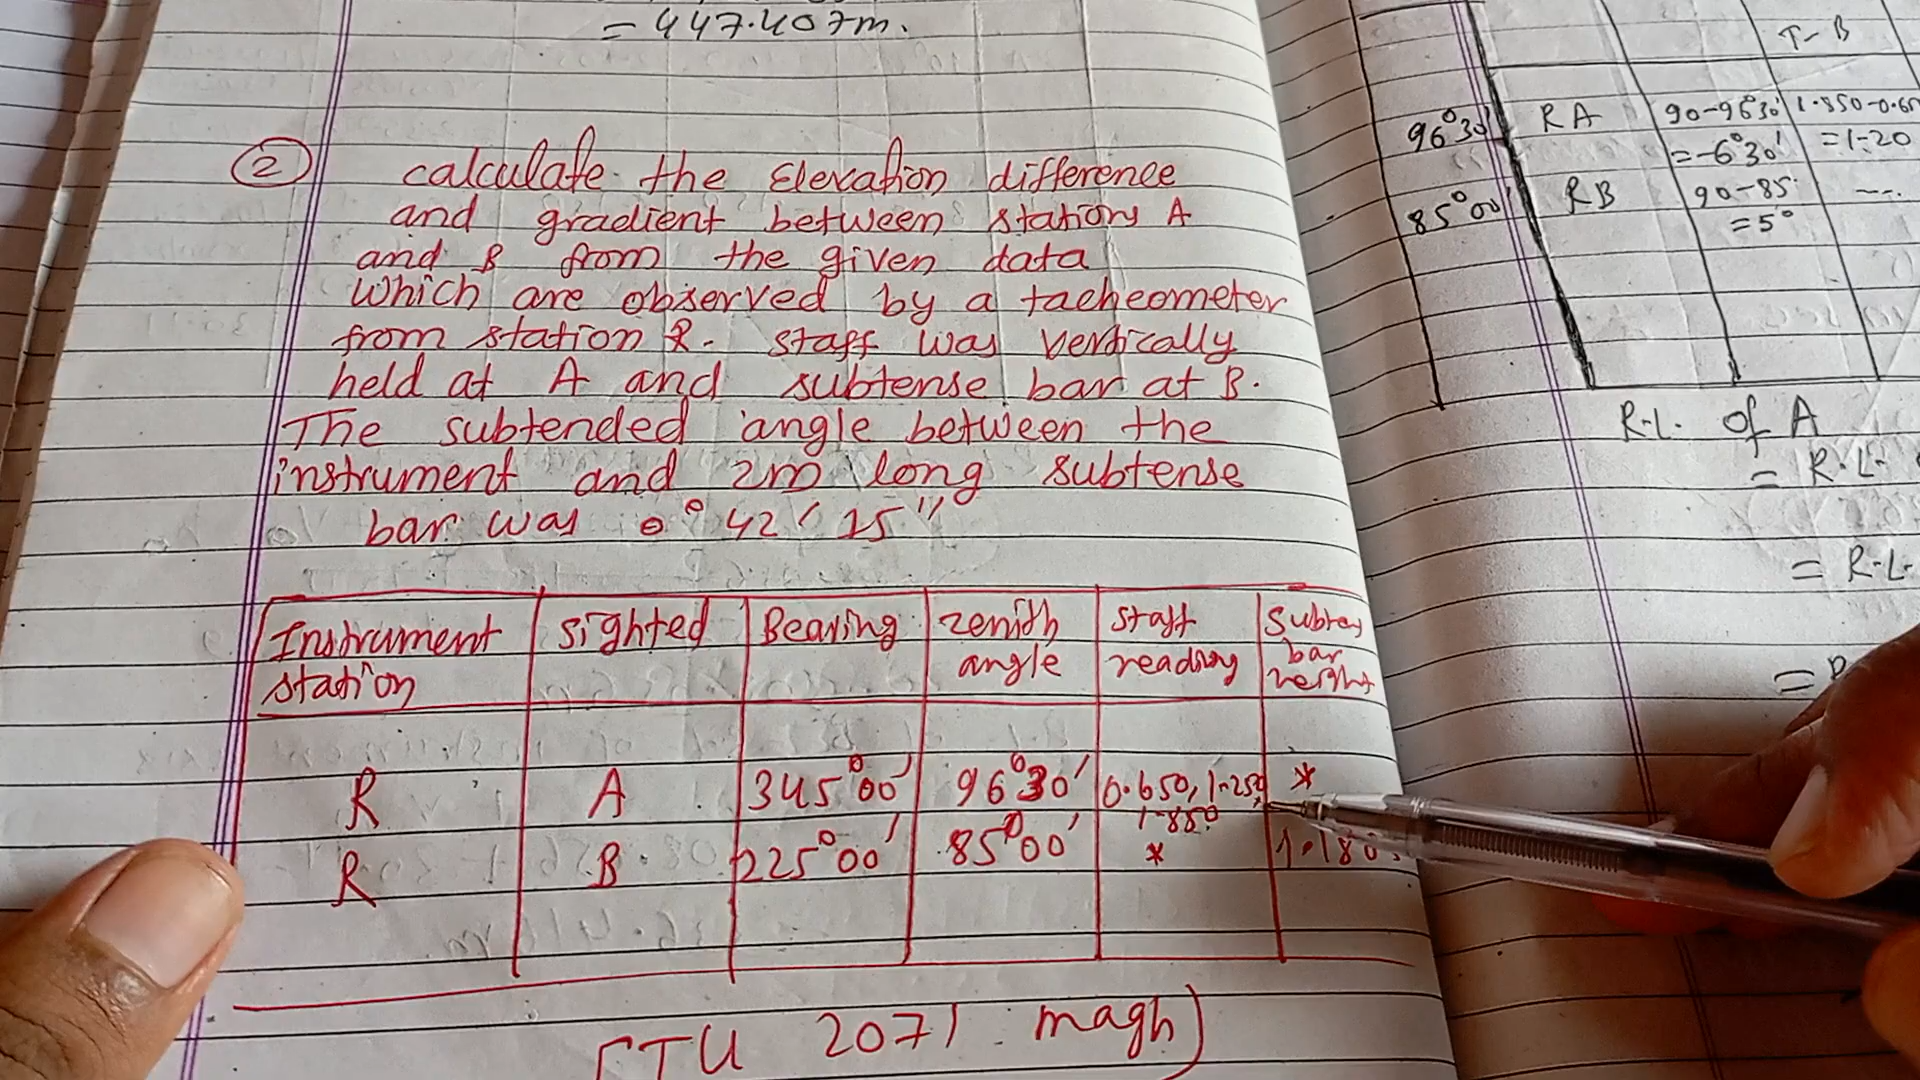 = 447.407m.
② calculate the Elevation difference
and gradient between stations A
and B from the given data
which are observed by a tacheometer
from station R. staff was vertically
held at A and subtense bar at B.
The subtended angle between the
instrument and 2m long subtense
bar was 0° 42' 15"
Instrument station | sighted | Bearing | zenith angle | staff reading | bar height
R | A | 345°00' | 96°30' | 0.650, 1.250 1.850 | *
R | B | 225°00' | 85°00' | * | 1.180
(TU 2071 magh)
T-B
96°30' | RA | 90-96°30' | 1.850-0.65
=-6°30' | =1.20
85°00' | RB | 90-85 | --.
=5°
R.L. of A
= R.L.
= R.L.
=